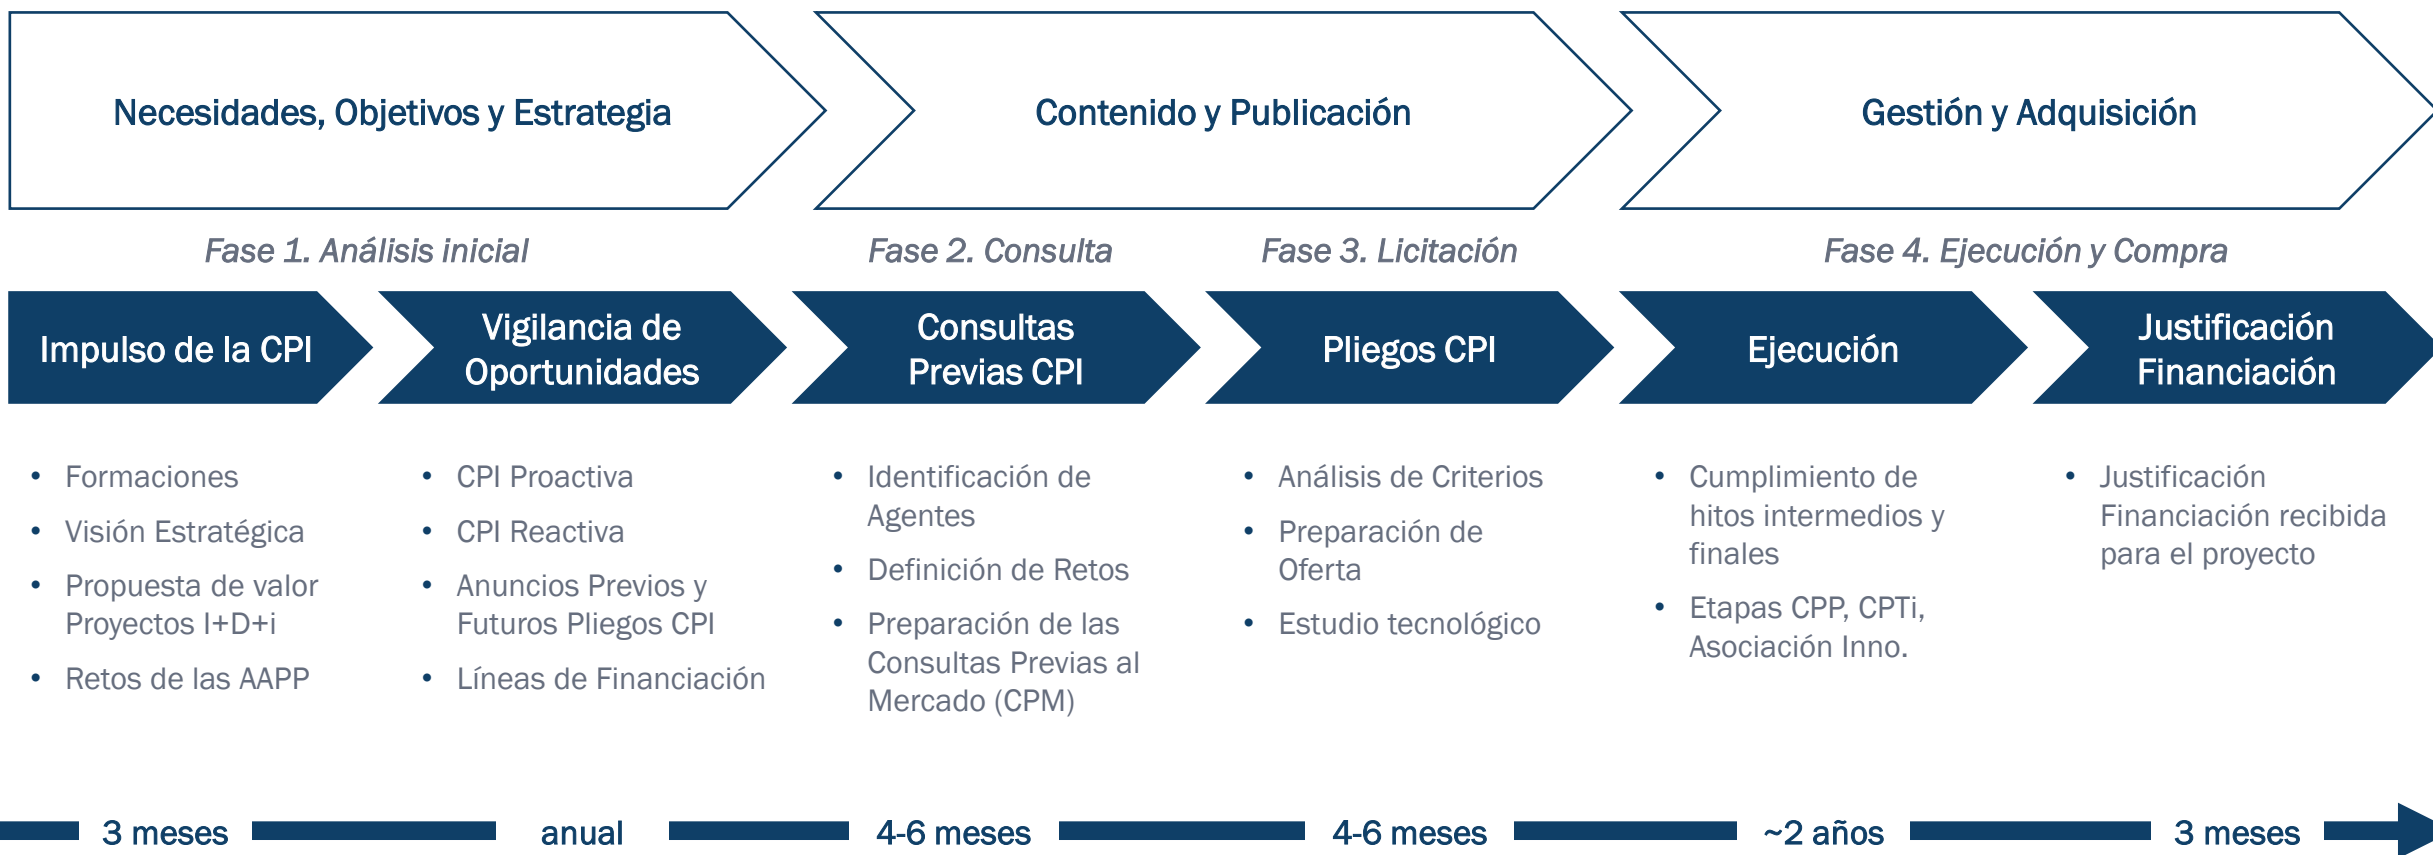 Necesidades, Objetivos y Estrategia
Contenido y Publicación
Gestión y Adquisición
Fase 1. Análisis inicial
Fase 2. Consulta
Fase 3. Licitación
Fase 4. Ejecución y Compra
Impulso de la CPI
Vigilancia de
Oportunidades
Consultas
Previas CPI
Pliegos CPI
Ejecución
Justificación
Financiación
• Formaciones
• Visión Estratégica
• Propuesta de valor
Proyectos I+D+i
• Retos de las AAPP
• CPI Proactiva
• CPI Reactiva
• Anuncios Previos y
Futuros Pliegos CPI
• Líneas de Financiación
• Identificación de
Agentes
• Definición de Retos
• Preparación de las
Consultas Previas al
Mercado (CPM)
• Análisis de Criterios
• Preparación de
Oferta
• Estudio tecnológico
• Cumplimiento de
hitos intermedios y
finales
• Etapas CPP, CPTi,
Asociación Inno.
• Justificación
Financiación recibida
para el proyecto
3 meses
anual
4-6 meses
4-6 meses
~2 años
3 meses